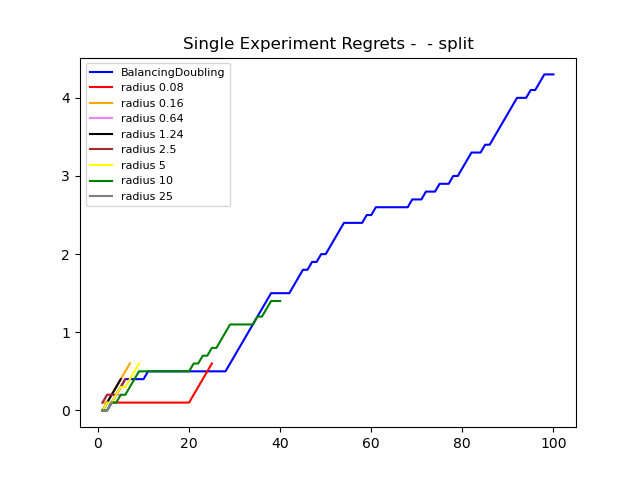 Single Experiment Regrets -  - split
BalancingDoubling
radius 0.08
radius 0.16
radius 0.64
radius 1.24
radius 2.5
radius 5
radius 10
radius 25
4
3
2
1
0
0 20 40 60 80 100